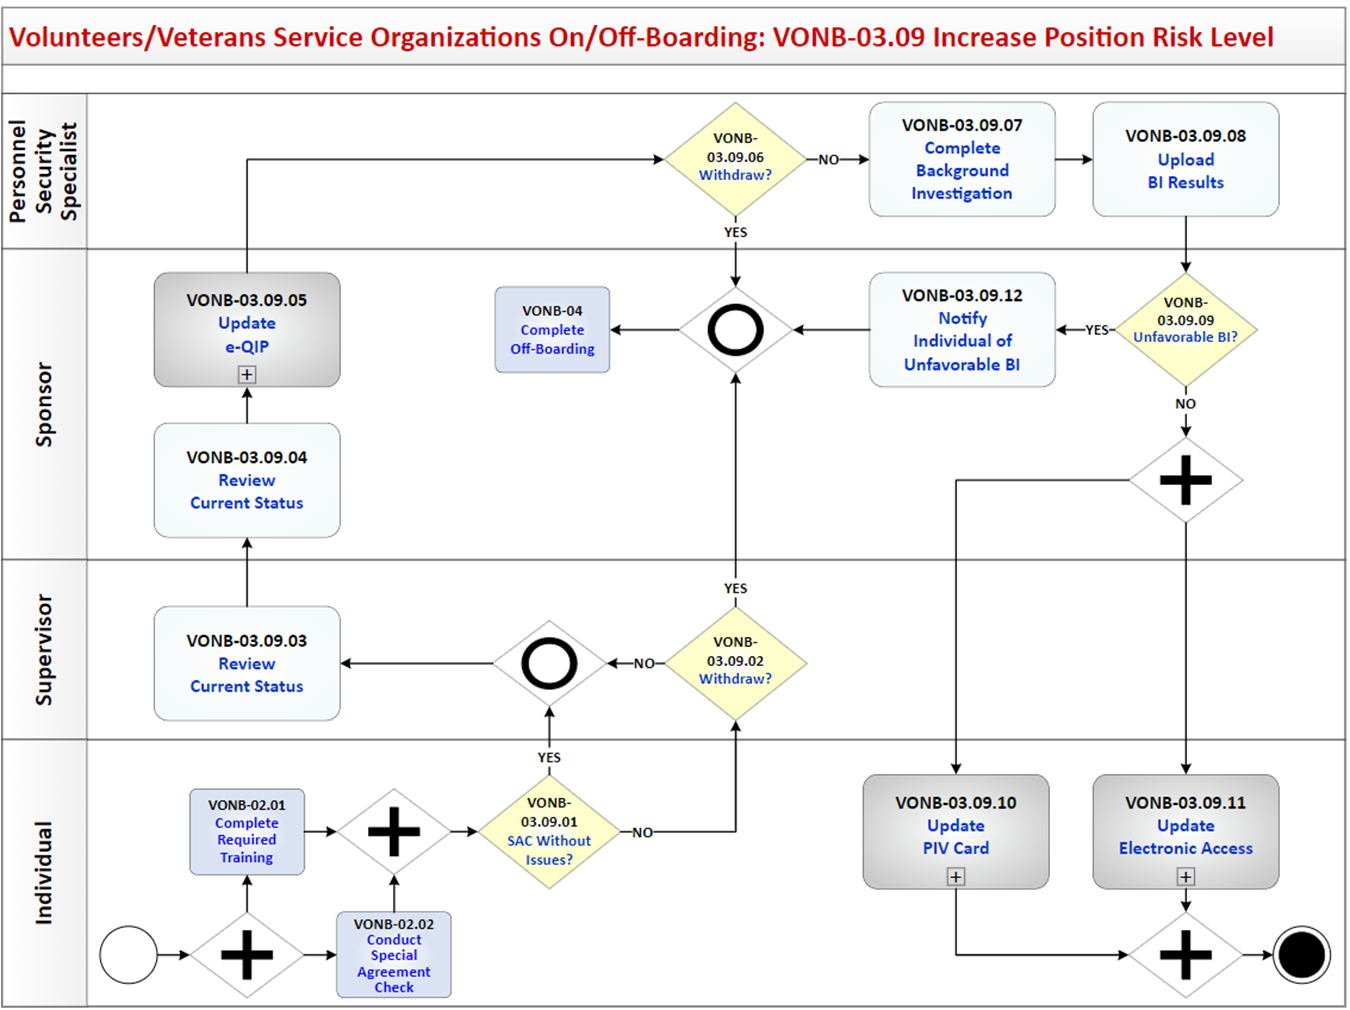 Volunteers/Veterans Service Organizations On/Off-Boarding: VONB-03.09 Increase Position Risk Level
Personnel
Security
Specialist
VONB-
03.09.06
Withdraw?
NO
YES
VONB-03.09.07
Complete
Background
Investigation
VONB-03.09.08
Upload
BI Results
Sponsor
VONB-03.09.05
Update
e-QIP
VONB-04
Complete
Off-Boarding
VONB-03.09.12
Notify
Individual of
Unfavorable BI
YES
VONB-
03.09.09
Unfavorable BI?
NO
VONB-03.09.04
Review
Current Status
Supervisor
VONB-03.09.03
Review
Current Status
NO
YES
VONB-
03.09.02
Withdraw?
Individual
YES
VONB-02.01
Complete
Required
Training
VONB-
03.09.01
SAC Without
Issues?
NO
VONB-03.09.10
Update
PIV Card
VONB-03.09.11
Update
Electronic Access
VONB-02.02
Conduct
Special
Agreement
Check